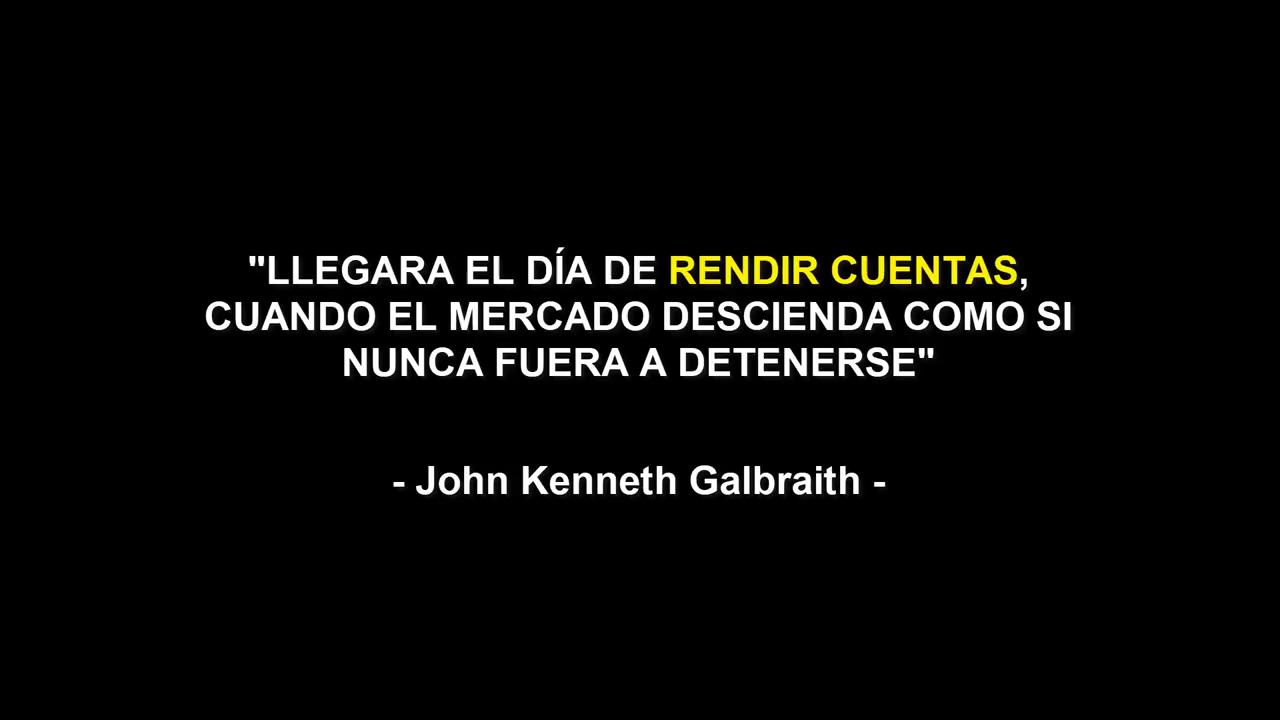 "LLEGARA EL DÍA DE RENDIR CUENTAS,
CUANDO EL MERCADO DESCIENDA COMO SI
NUNCA FUERA A DETENERSE"
- John Kenneth Galbraith -